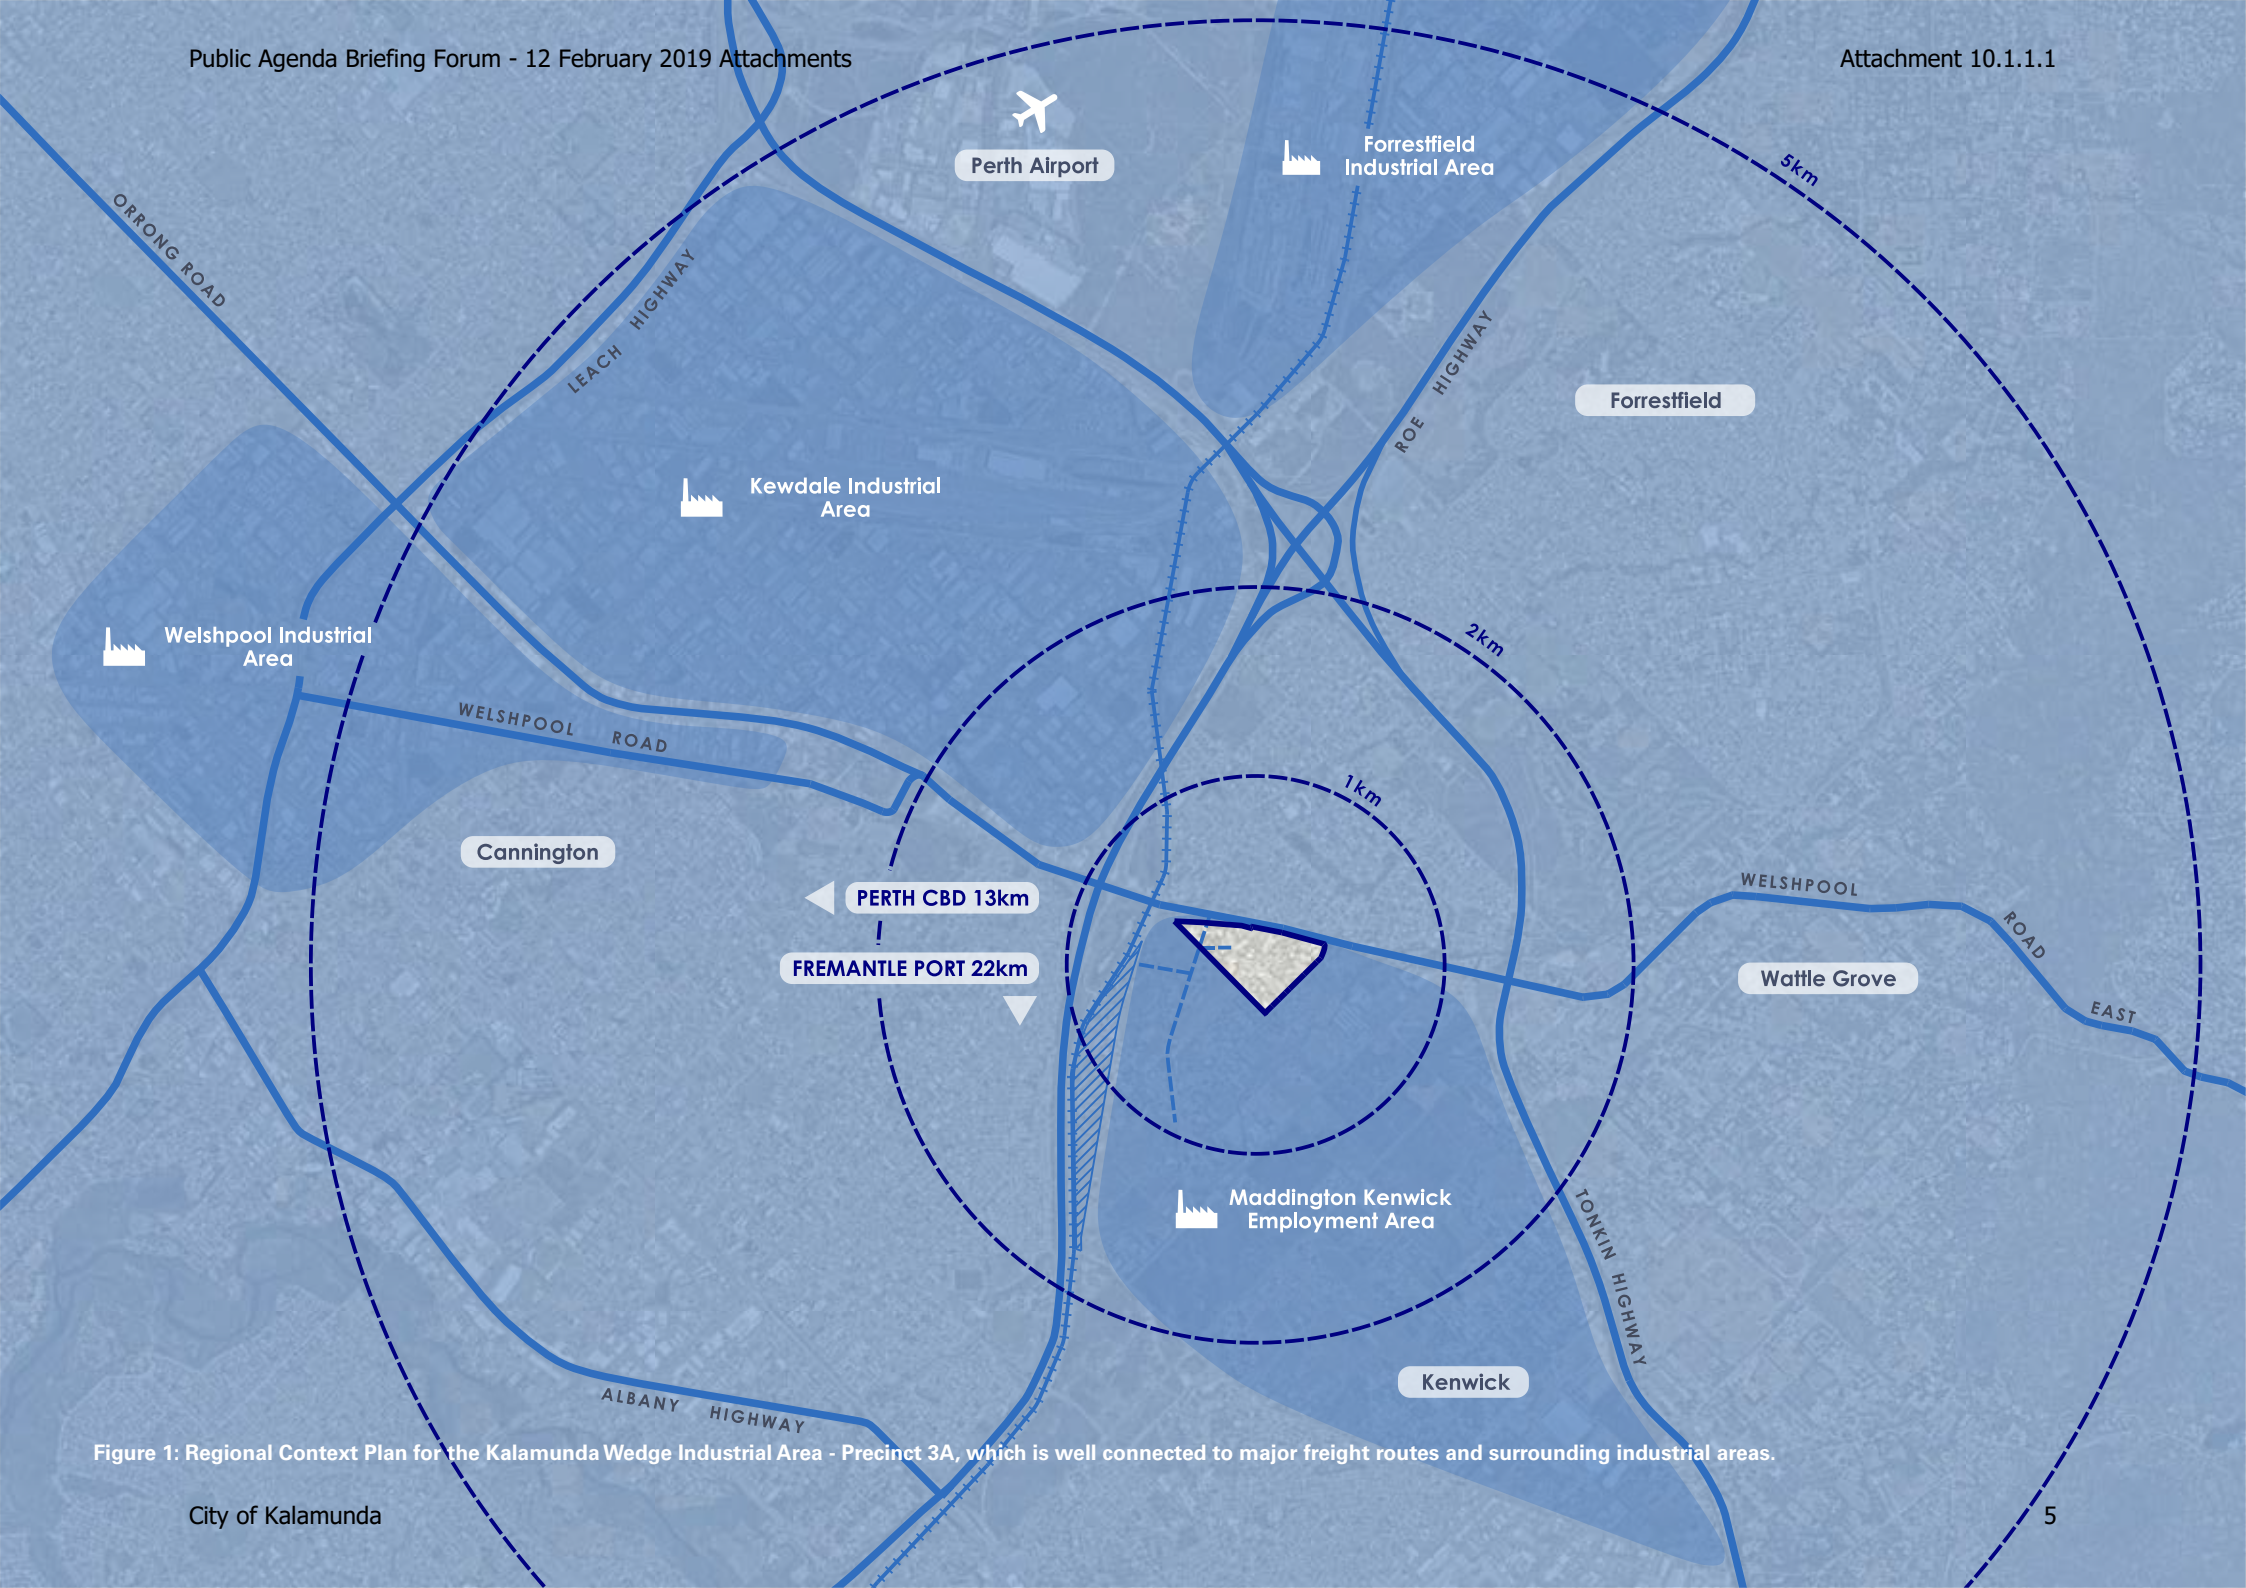 Public Agenda Briefing Forum - 12 February 2019 Attachments
Attachment 10.1.1.1
Perth Airport
Forrestfield
Industrial Area
5km
ORRONG ROAD
LEACH HIGHWAY
ROE HIGHWAY
Forrestfield
Kewdale Industrial
Area
Welshpool Industrial
Area
2km
WELSHPOOL ROAD
1km
Cannington
PERTH CBD 13km
WELSHPOOL ROAD EAST
FREMANTLE PORT 22km
Wattle Grove
Maddington Kenwick
Employment Area
TONKIN HIGHWAY
Kenwick
ALBANY HIGHWAY
Figure 1: Regional Context Plan for the Kalamunda Wedge Industrial Area - Precinct 3A, which is well connected to major freight routes and surrounding industrial areas.
City of Kalamunda
5